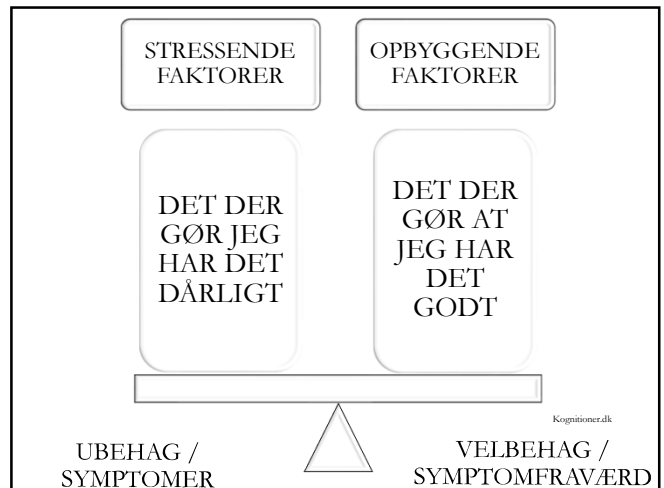 STRESSENDE
FAKTORER
OPBYGGENDE
FAKTORER
DET DER
GØR JEG
HAR DET
DÅRLIGT
DET DER
GØR AT
JEG HAR
DET
GODT
Kognitioner.dk
UBEHAG /
SYMPTOMER
VELBEHAG /
SYMPTOMFRAVÆRD